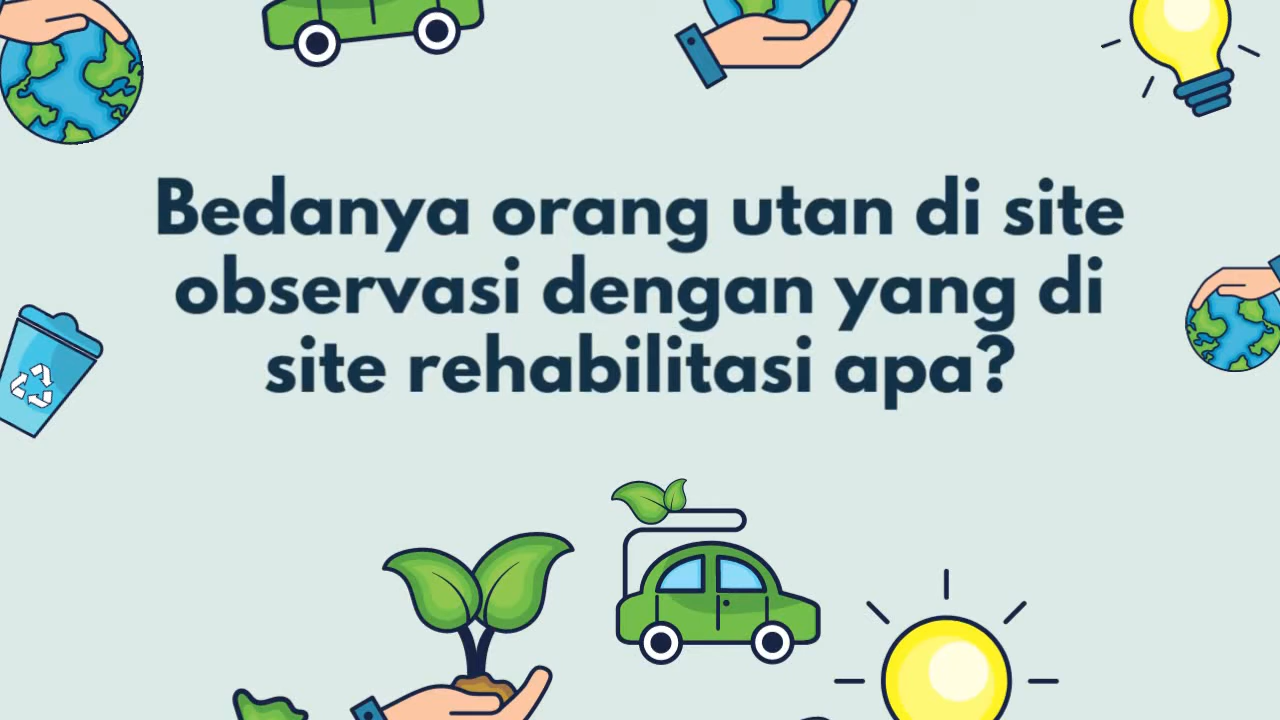 Bedanya orang utan di site
observasi dengan yang di
site rehabilitasi apa?